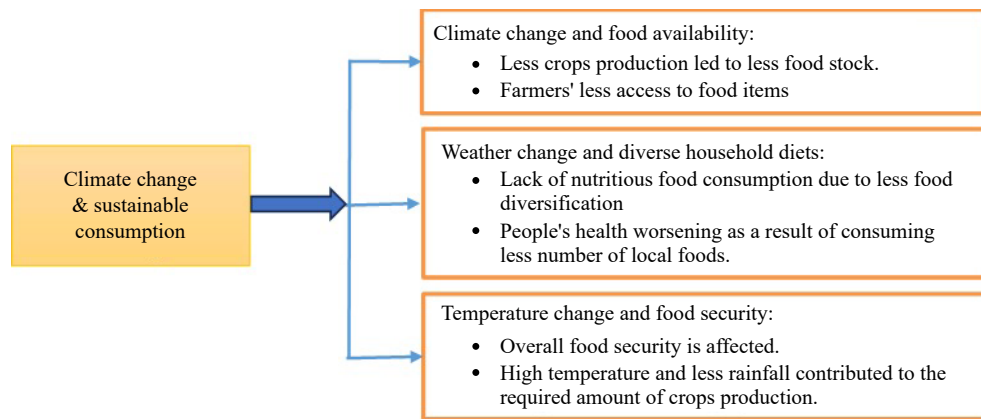 Climate change
& sustainable
consumption
Climate change and food availability:
• Less crops production led to less food stock.
• Farmers' less access to food items
Weather change and diverse household diets:
• Lack of nutritious food consumption due to less food
diversification
• People's health worsening as a result of consuming
less number of local foods.
Temperature change and food security:
• Overall food security is affected.
• High temperature and less rainfall contributed to the
required amount of crops production.